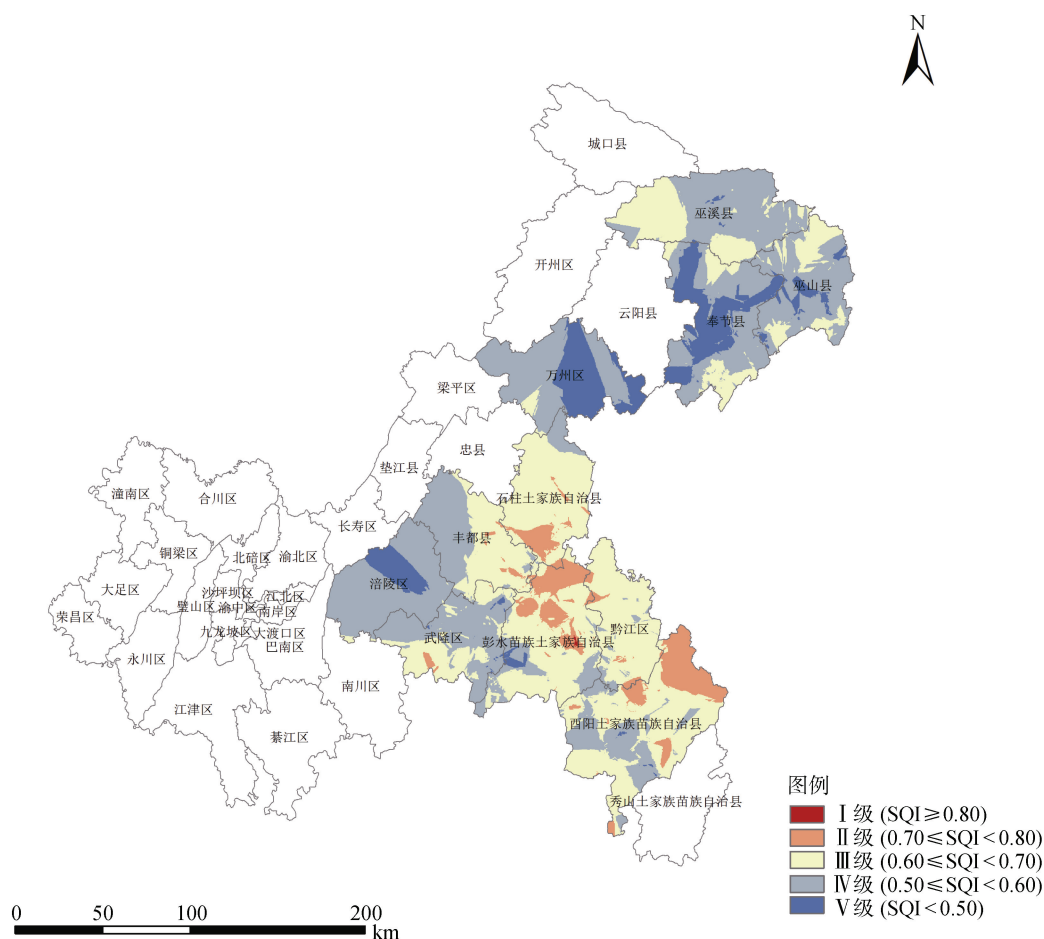 N
城口县
巫溪县
开州区
巫山县
云阳县
奉节县
万州区
梁平区
忠县
垫江县
潼南区
合川区
石柱土家族自治县
长寿区
丰都县
铜梁区
北碚区
渝北区
大足区
涪陵区
沙坪坝区
江北区
荣昌区
璧山区
渝中区
南岸区
九龙坡区
大渡口区
武隆区
彭水苗族土家族自治县
黔江区
巴南区
永川区
南川区
江津区
綦江区
酉阳土家族苗族自治县
秀山土家族苗族自治县
图例
Ⅰ级 (SQI≥0.80)
Ⅱ级 (0.70≤SQI<0.80)
Ⅲ级 (0.60≤SQI<0.70)
Ⅳ级 (0.50≤SQI<0.60)
Ⅴ级 (SQI<0.50)
0 50 100 200
km